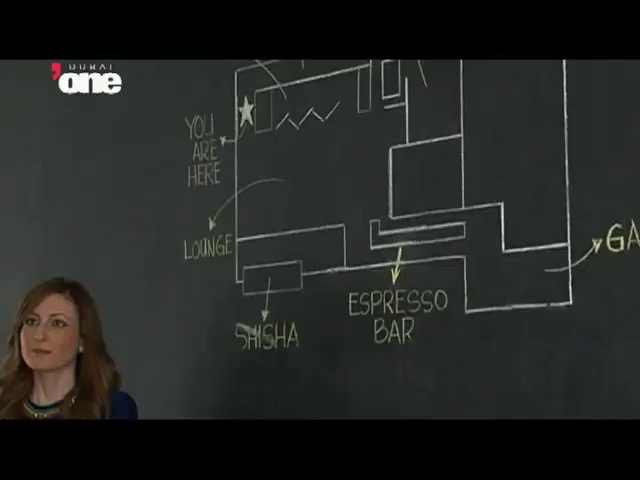 DUBAI
'one
YOU
ARE
HERE
LOUNGE
SHISHA
ESPRESSO
BAR
GA